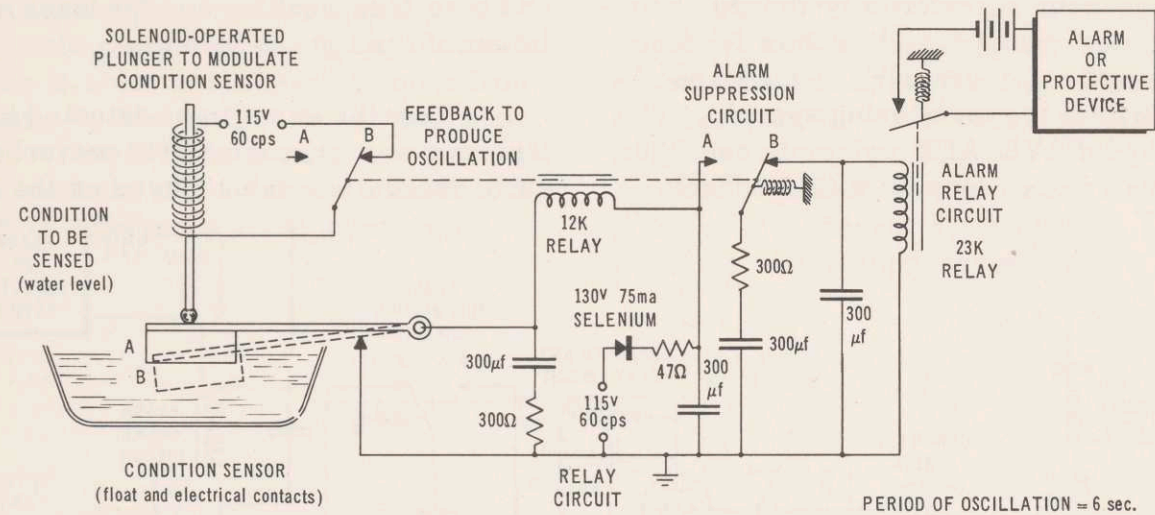 SOLENOID-OPERATED
PLUNGER TO MODULATE
CONDITION SENSOR
115V
60 cps
A
B
FEEDBACK TO
PRODUCE
OSCILLATION
ALARM
SUPPRESSION
CIRCUIT
A
B
ALARM
OR
PROTECTIVE
DEVICE
CONDITION
TO BE
SENSED
(water level)
12K
RELAY
ALARM
RELAY
CIRCUIT
23K
RELAY
300Ω
130V 75ma
SELENIUM
300
μf
A
B
300μf
47Ω
300
μf
300μf
300Ω
115V
60 cps
CONDITION SENSOR
(float and electrical contacts)
RELAY
CIRCUIT
PERIOD OF OSCILLATION = 6 sec.